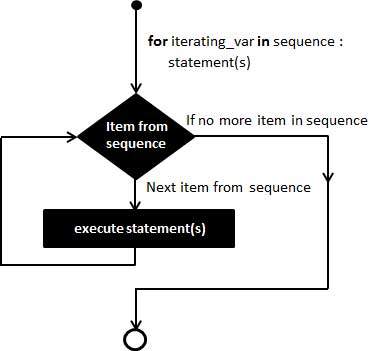 for iterating_var in sequence :
statement(s)
Item from
sequence
If no more item in sequence
Next item from sequence
execute statement(s)